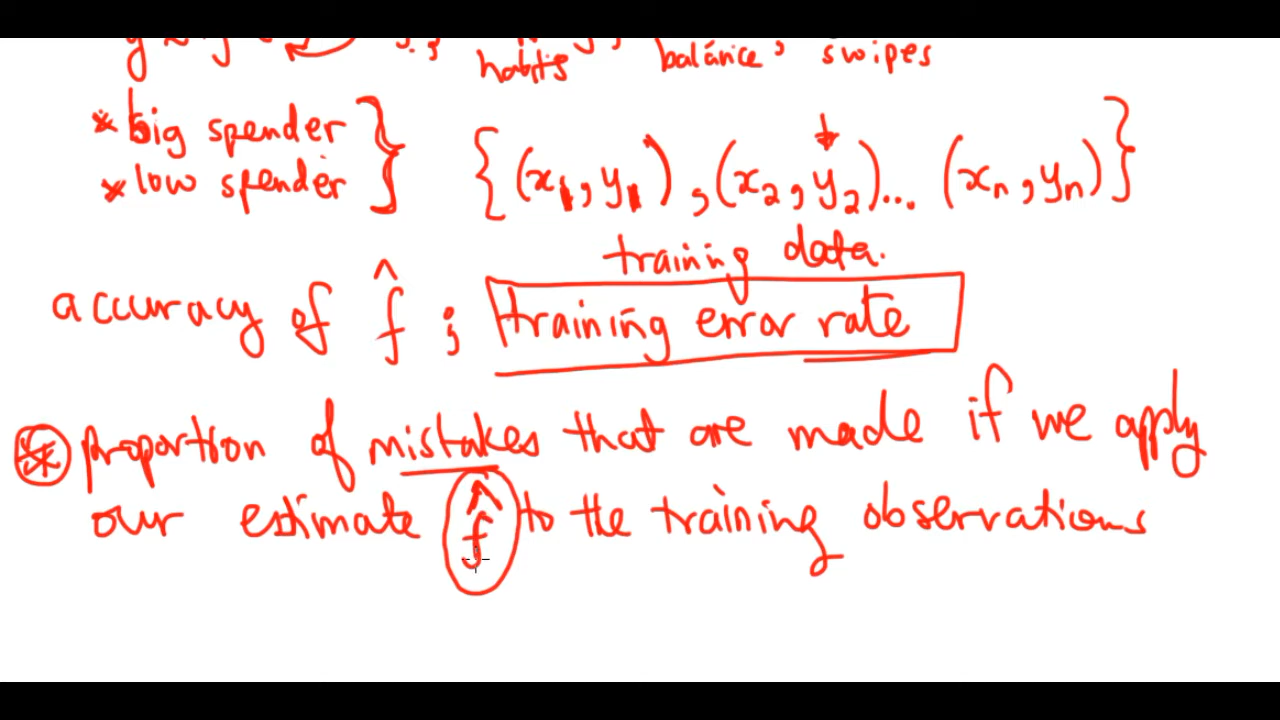 habits balance, swipes
* big spender }
* low spender
{(x1, y1), (x2, y2)... (xn, yn)}
training data.
accuracy of f̂ ; training error rate
* proportion of mistakes that are made if we apply
our estimate f̂ to the training observations